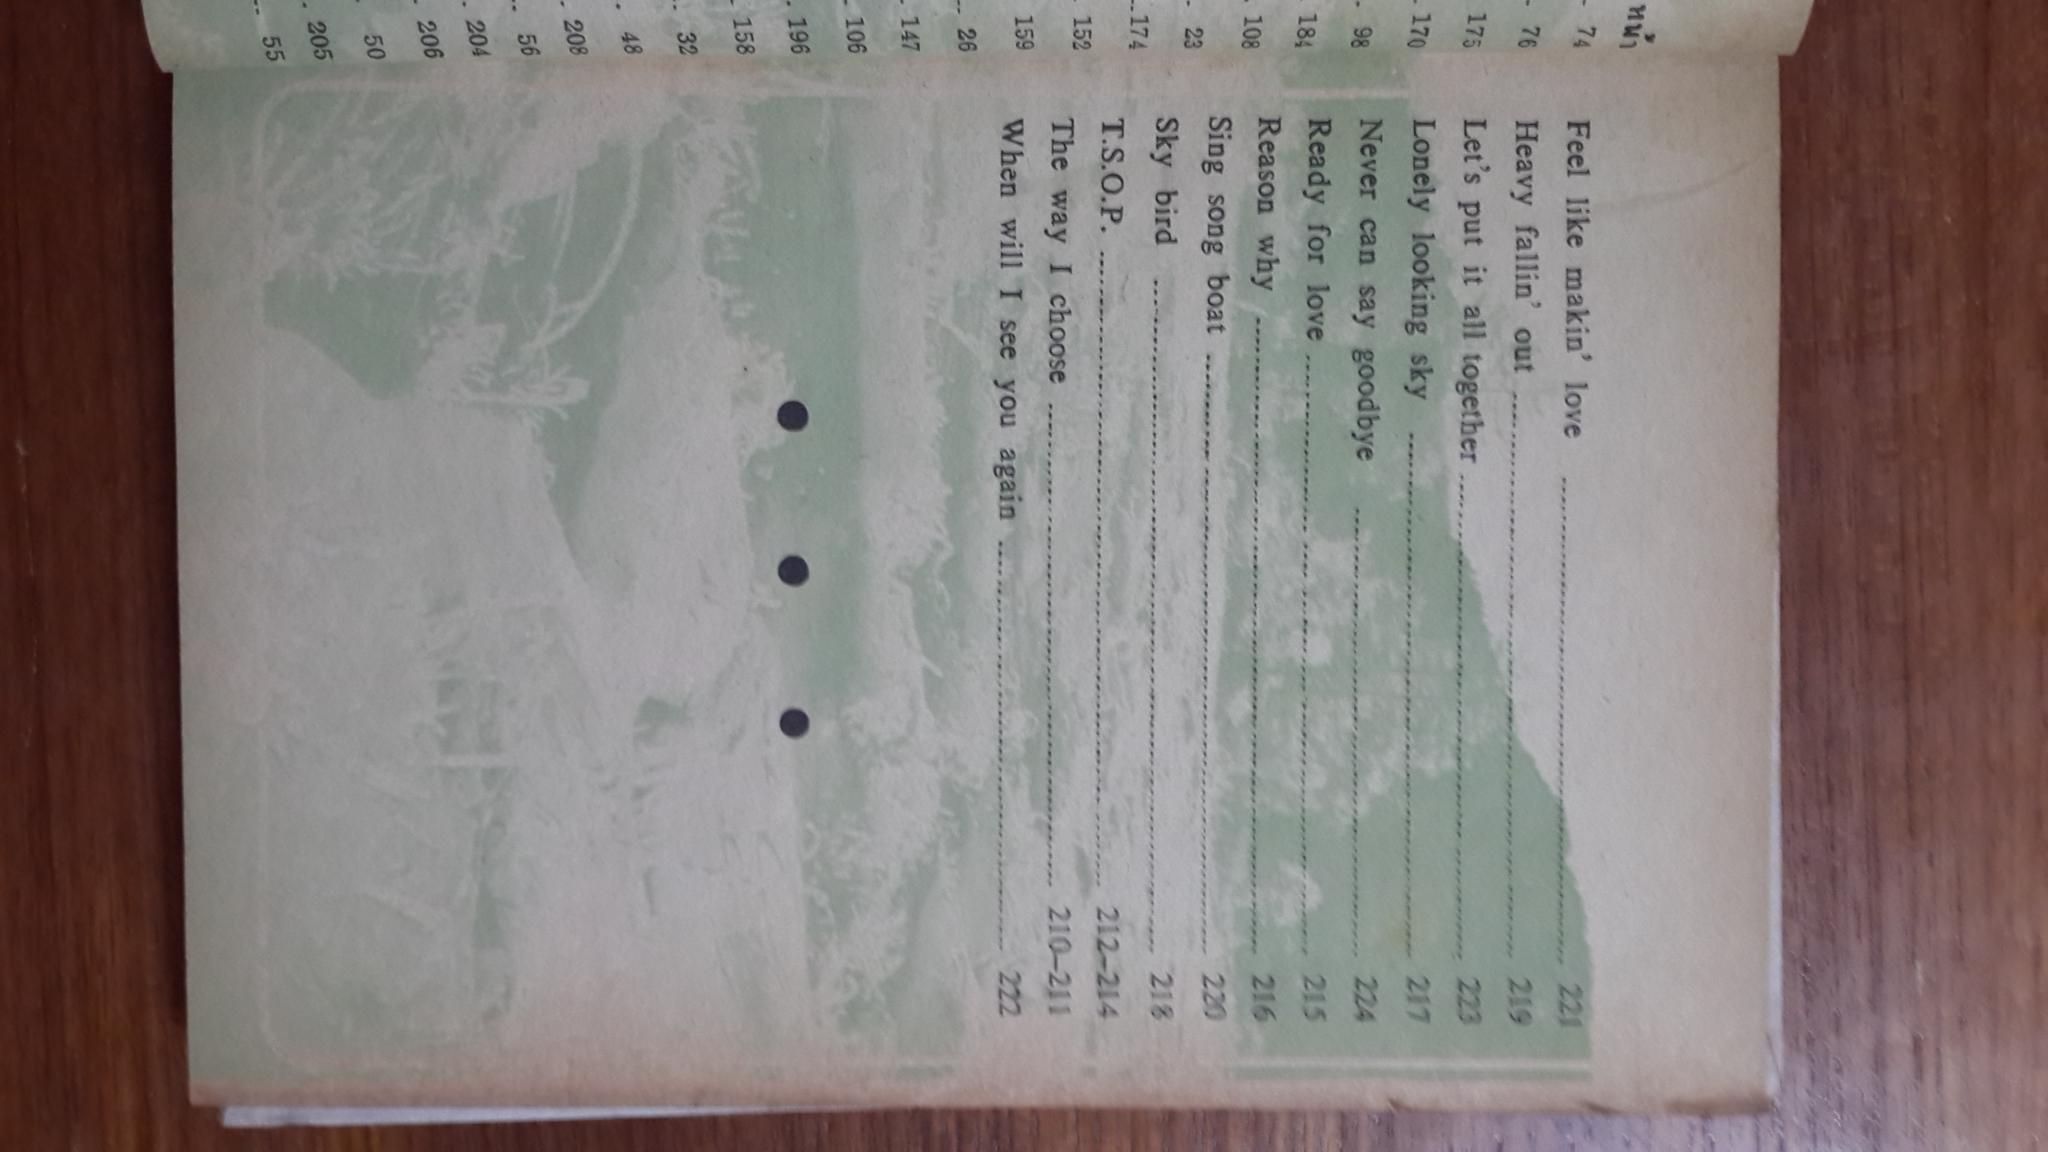 หน้า
- 74
- 76
175
. 170
- 98
184
. 108
- 23
...174
. 152
159
... 26
. 147
. 106
. 196
. 158
.. 32
. 48
. 208
.. 56
. 204
. 206
. 50
. 205
... 55
Feel like makin' love .......... 221
Heavy fallin' out .......... 219
Let's put it all together .......... 223
Lonely looking sky .......... 217
Never can say goodbye .......... 224
Ready for love .......... 215
Reason why .......... 216
Sing song boat .......... 220
Sky bird .......... 218
T.S.O.P. .......... 212–214
The way I choose .......... 210–211
When will I see you again .......... 222